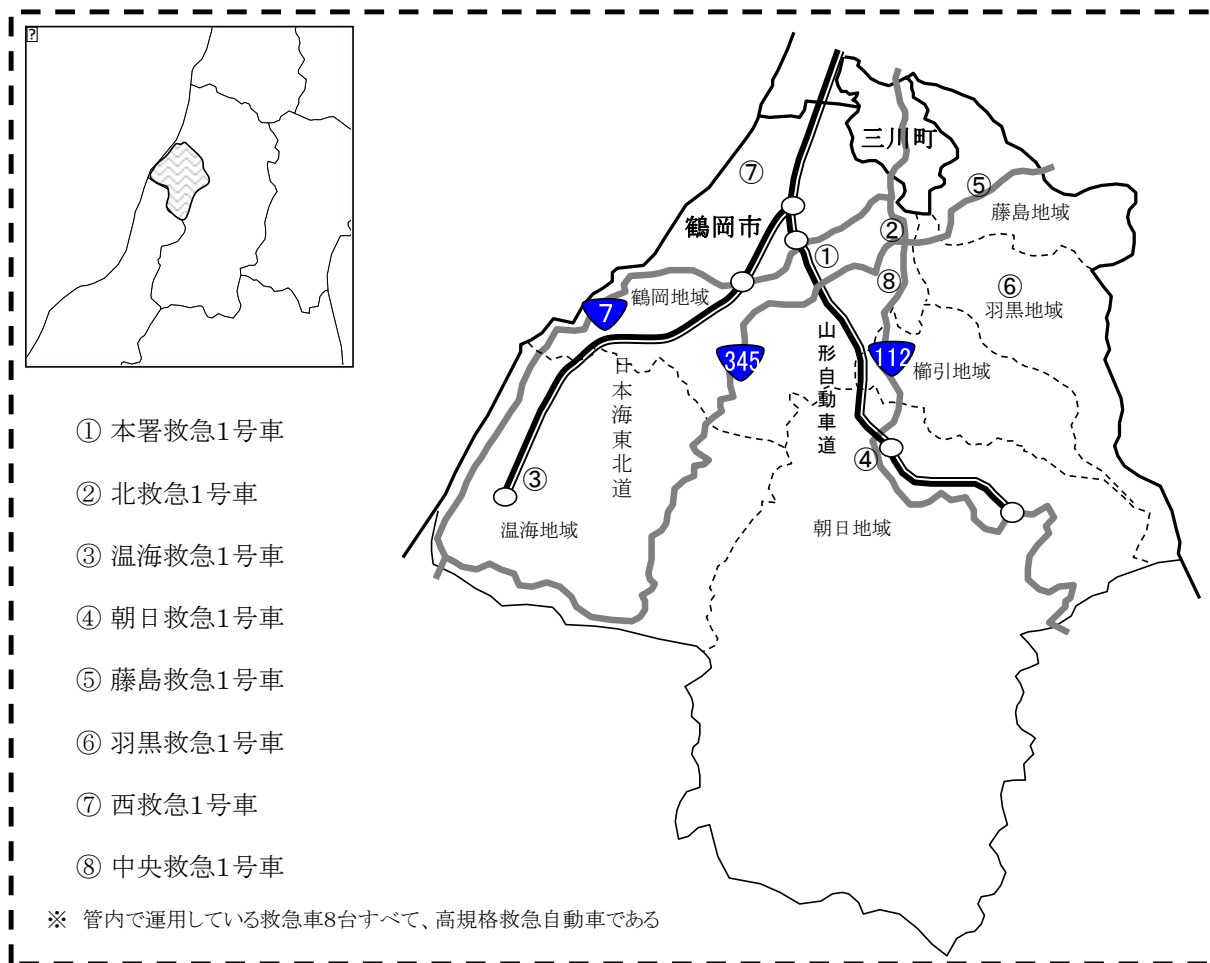 ?
三川町
⑦
⑤
藤島地域
鶴岡市
②
①
⑥
羽黒地域
⑧
鶴岡地域
7
345
112
櫛引地域
山形自動車道
日本海東北道
④
③
温海地域
朝日地域
① 本署救急1号車
② 北救急1号車
③ 温海救急1号車
④ 朝日救急1号車
⑤ 藤島救急1号車
⑥ 羽黒救急1号車
⑦ 西救急1号車
⑧ 中央救急1号車
※ 管内で運用している救急車8台すべて、高規格救急自動車である